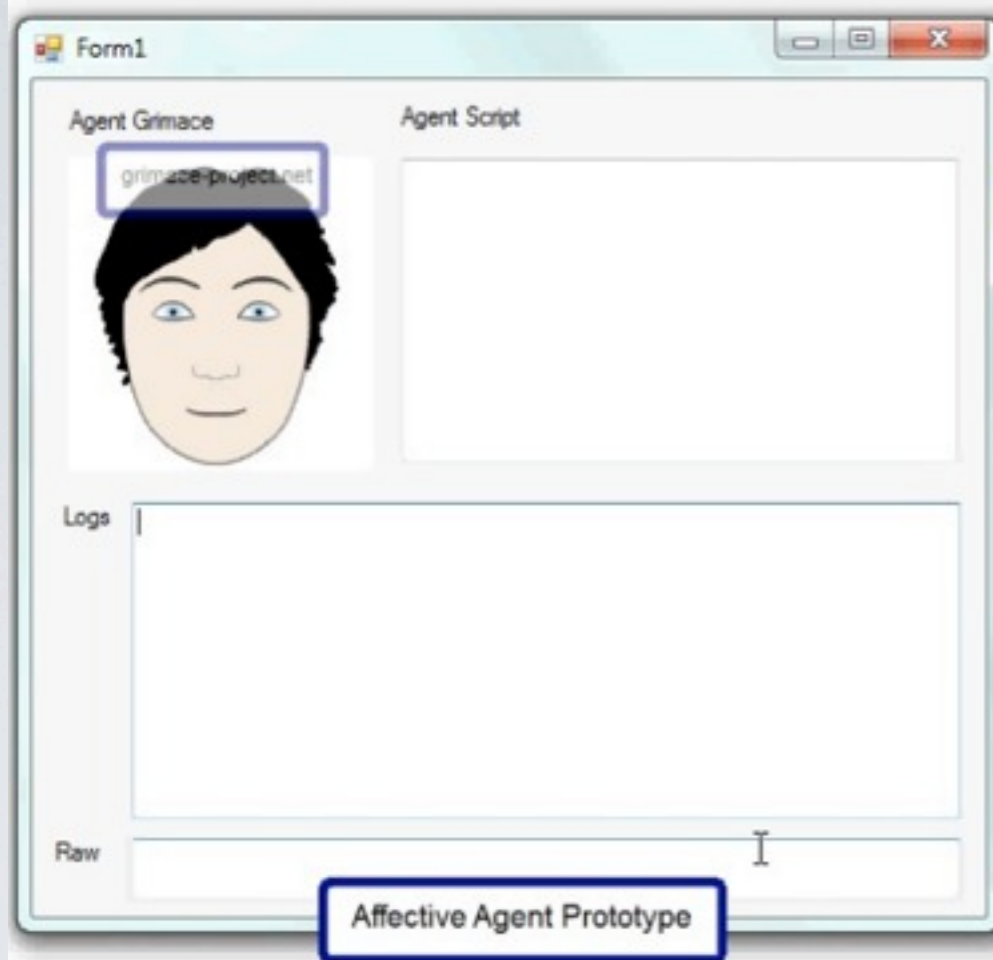 Form1
Agent Grimace
Agent Script
grimace-project.net
Logs
Raw
Affective Agent Prototype